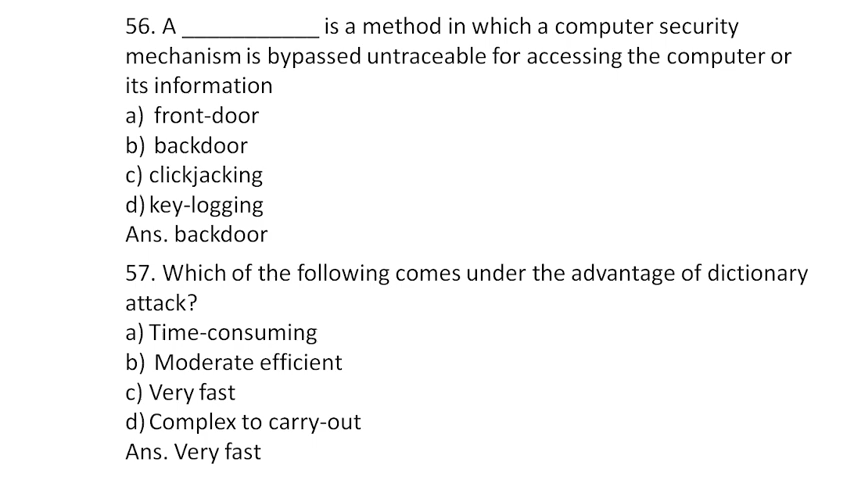 56. A ____________ is a method in which a computer security
mechanism is bypassed untraceable for accessing the computer or
its information
a) front-door
b) backdoor
c) clickjacking
d) key-logging
Ans. backdoor
57. Which of the following comes under the advantage of dictionary
attack?
a) Time-consuming
b) Moderate efficient
c) Very fast
d) Complex to carry-out
Ans. Very fast